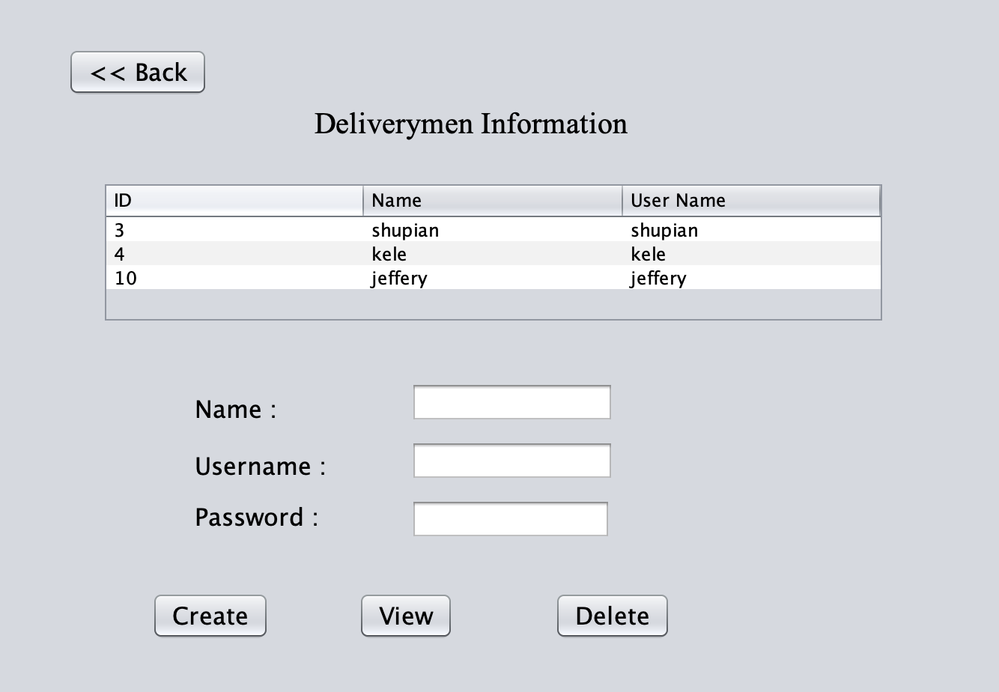 << Back
Deliverymen Information
ID Name User Name
3 shupian shupian
4 kele kele
10 jeffery jeffery
Name :
Username :
Password :
Create View Delete